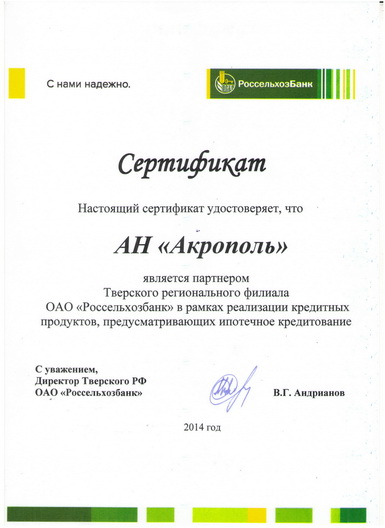 С нами надежно.
РоссельхозБанк
Сертификат
Настоящий сертификат удостоверяет, что
АН «Акрополь»
является партнером
Тверского регионального филиала
ОАО «Россельхозбанк» в рамках реализации кредитных
продуктов, предусматривающих ипотечное кредитование
С уважением,
Директор Тверского РФ
ОАО «Россельхозбанк»
В.Г. Андрианов
2014 год